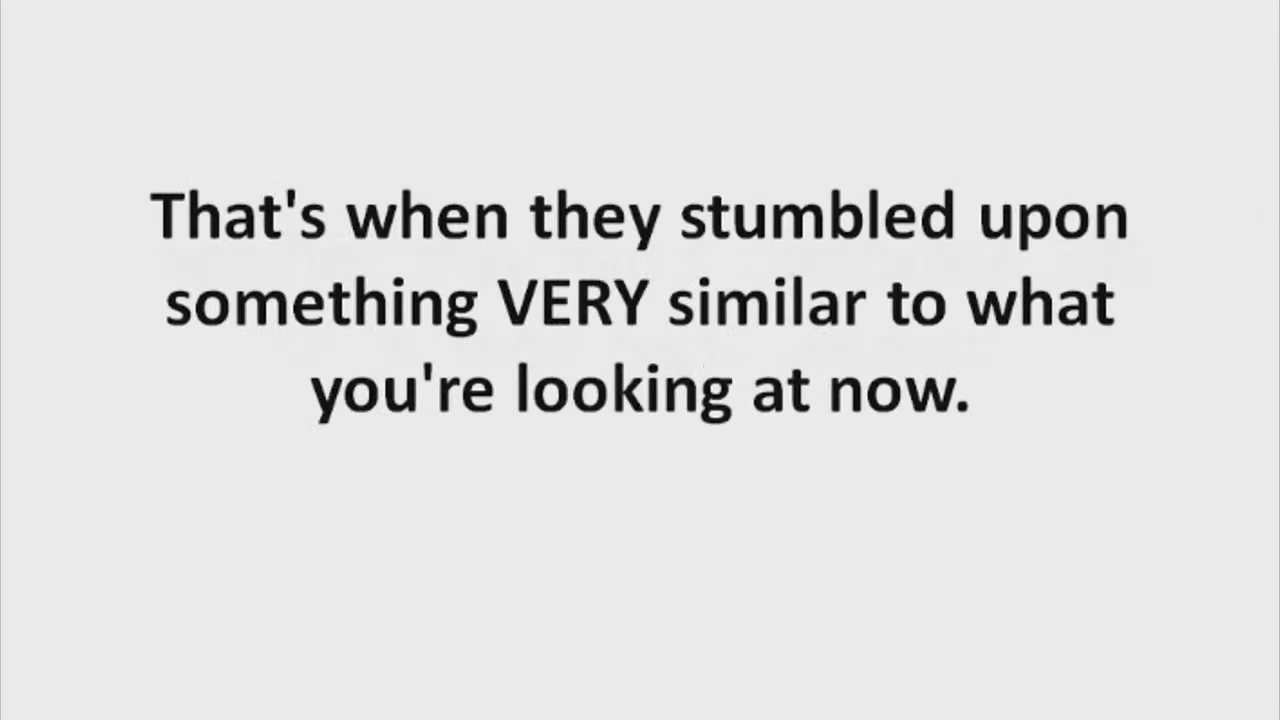 That's when they stumbled upon
something VERY similar to what
you're looking at now.